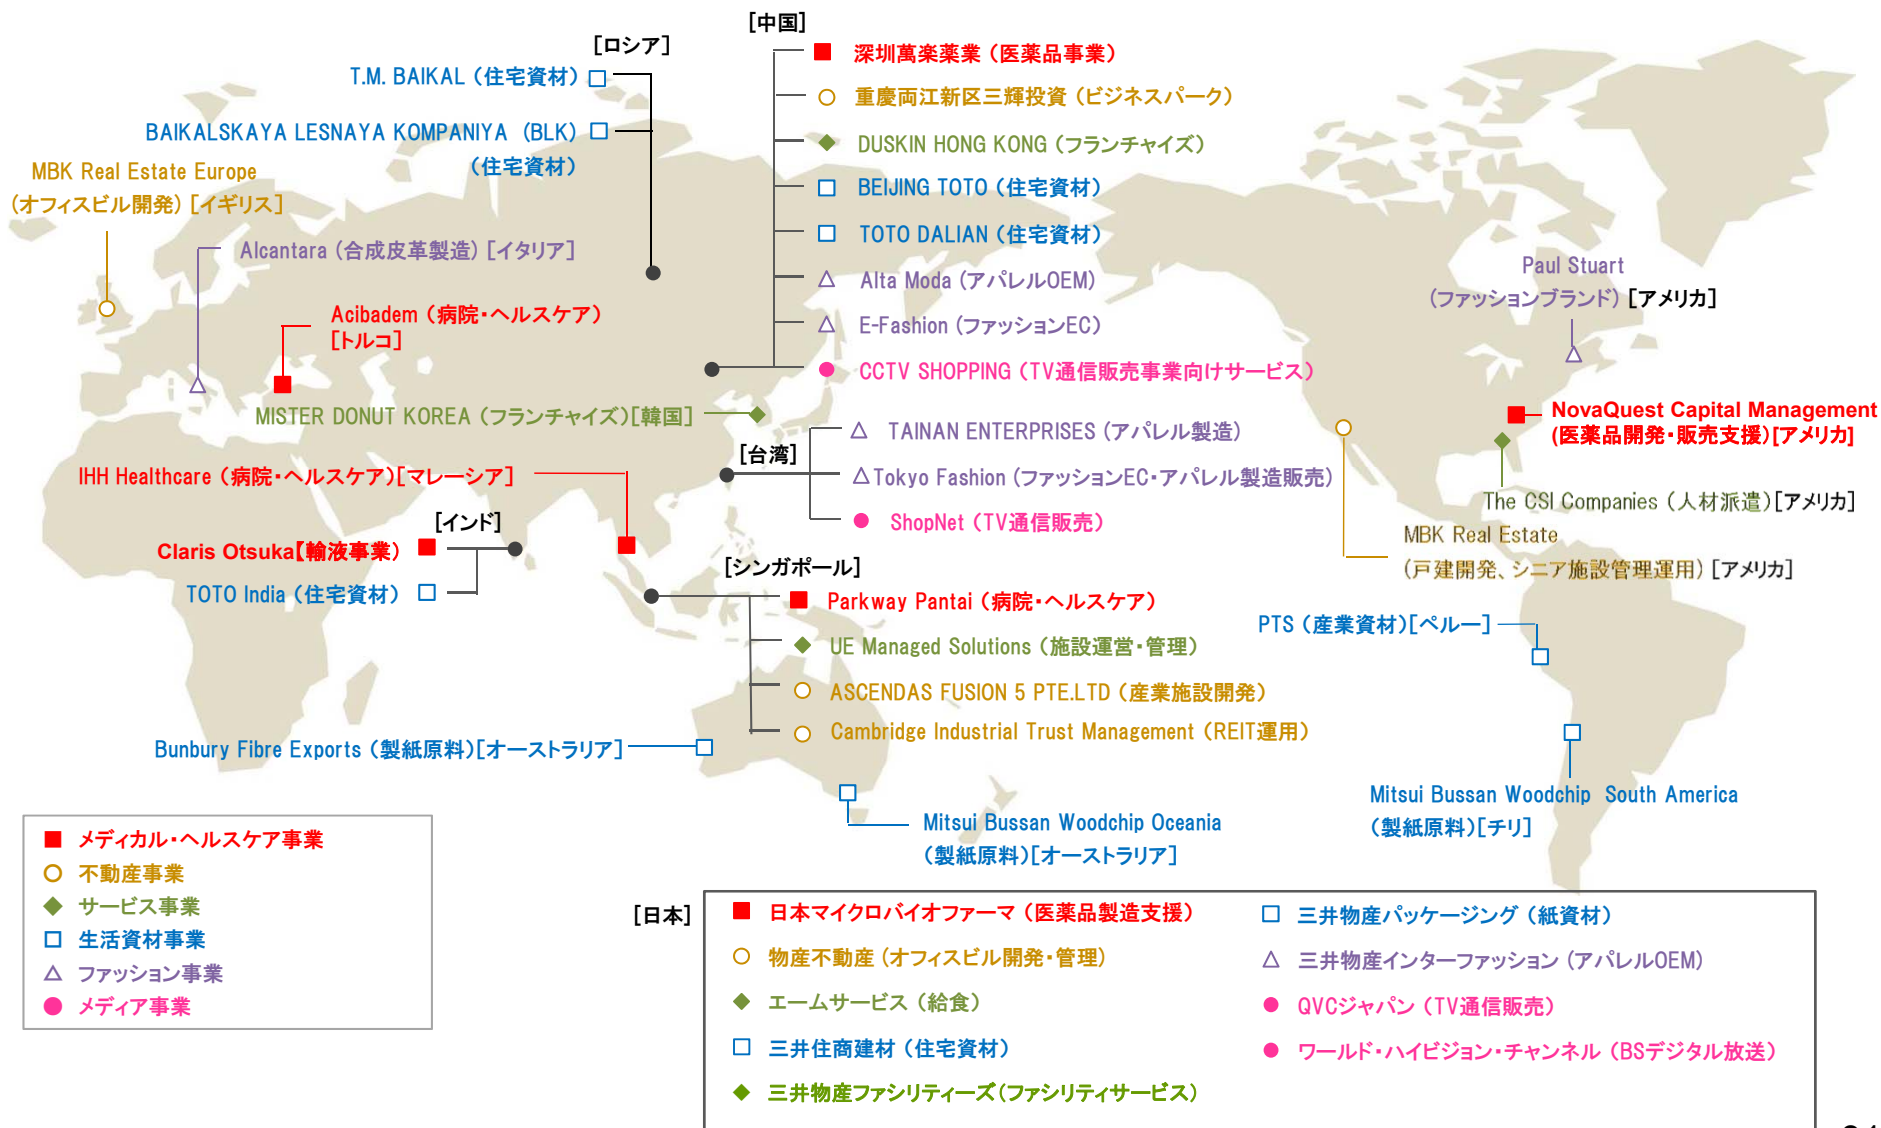 [中国]
[ロシア]
深圳萬楽薬業（医薬品事業）
T.M. BAIKAL（住宅資材）
重慶両江新区三輝投資（ビジネスパーク）
BAIKALSKAYA LESNAYA KOMPANIYA (BLK)
（住宅資材）
DUSKIN HONG KONG（フランチャイズ）
MBK Real Estate Europe
(オフィスビル開発)［イギリス］
BEIJING TOTO（住宅資材）
TOTO DALIAN（住宅資材）
Alcantara（合成皮革製造）［イタリア］
Alta Moda（アパレルOEM）
Paul Stuart
（ファッションブランド）［アメリカ］
Acibadem（病院・ヘルスケア）
［トルコ］
E-Fashion（ファッションEC）
CCTV SHOPPING（TV通信販売事業向けサービス）
MISTER DONUT KOREA（フランチャイズ）［韓国］
NovaQuest Capital Management
(医薬品開発・販売支援)［アメリカ］
TAINAN ENTERPRISES（アパレル製造）
[台湾]
IHH Healthcare（病院・ヘルスケア）［マレーシア］
Tokyo Fashion（ファッションEC・アパレル製造販売）
The CSI Companies（人材派遣）［アメリカ］
ShopNet（TV通信販売）
[インド]
MBK Real Estate
（戸建開発、シニア施設管理運用）［アメリカ］
Claris Otsuka【輸液事業）
[シンガポール]
TOTO India（住宅資材）
Parkway Pantai（病院・ヘルスケア）
PTS（産業資材）［ペルー］
UE Managed Solutions（施設運営・管理）
ASCENDAS FUSION 5 PTE.LTD（産業施設開発）
Cambridge Industrial Trust Management（REIT運用）
Bunbury Fibre Exports（製紙原料）［オーストラリア］
Mitsui Bussan Woodchip South America
（製紙原料）［チリ］
Mitsui Bussan Woodchip Oceania
（製紙原料）［オーストラリア］
メディカル・ヘルスケア事業
不動産事業
サービス事業
生活資材事業
ファッション事業
メディア事業
[日本]
日本マイクロバイオファーマ（医薬品製造支援）
物産不動産（オフィスビル開発・管理）
エームサービス（給食）
三井住商建材（住宅資材）
三井物産ファシリティーズ（ファシリティサービス）
三井物産パッケージング（紙資材）
三井物産インターファッション（アパレルOEM）
QVCジャパン（TV通信販売）
ワールド・ハイビジョン・チャンネル（BSデジタル放送）